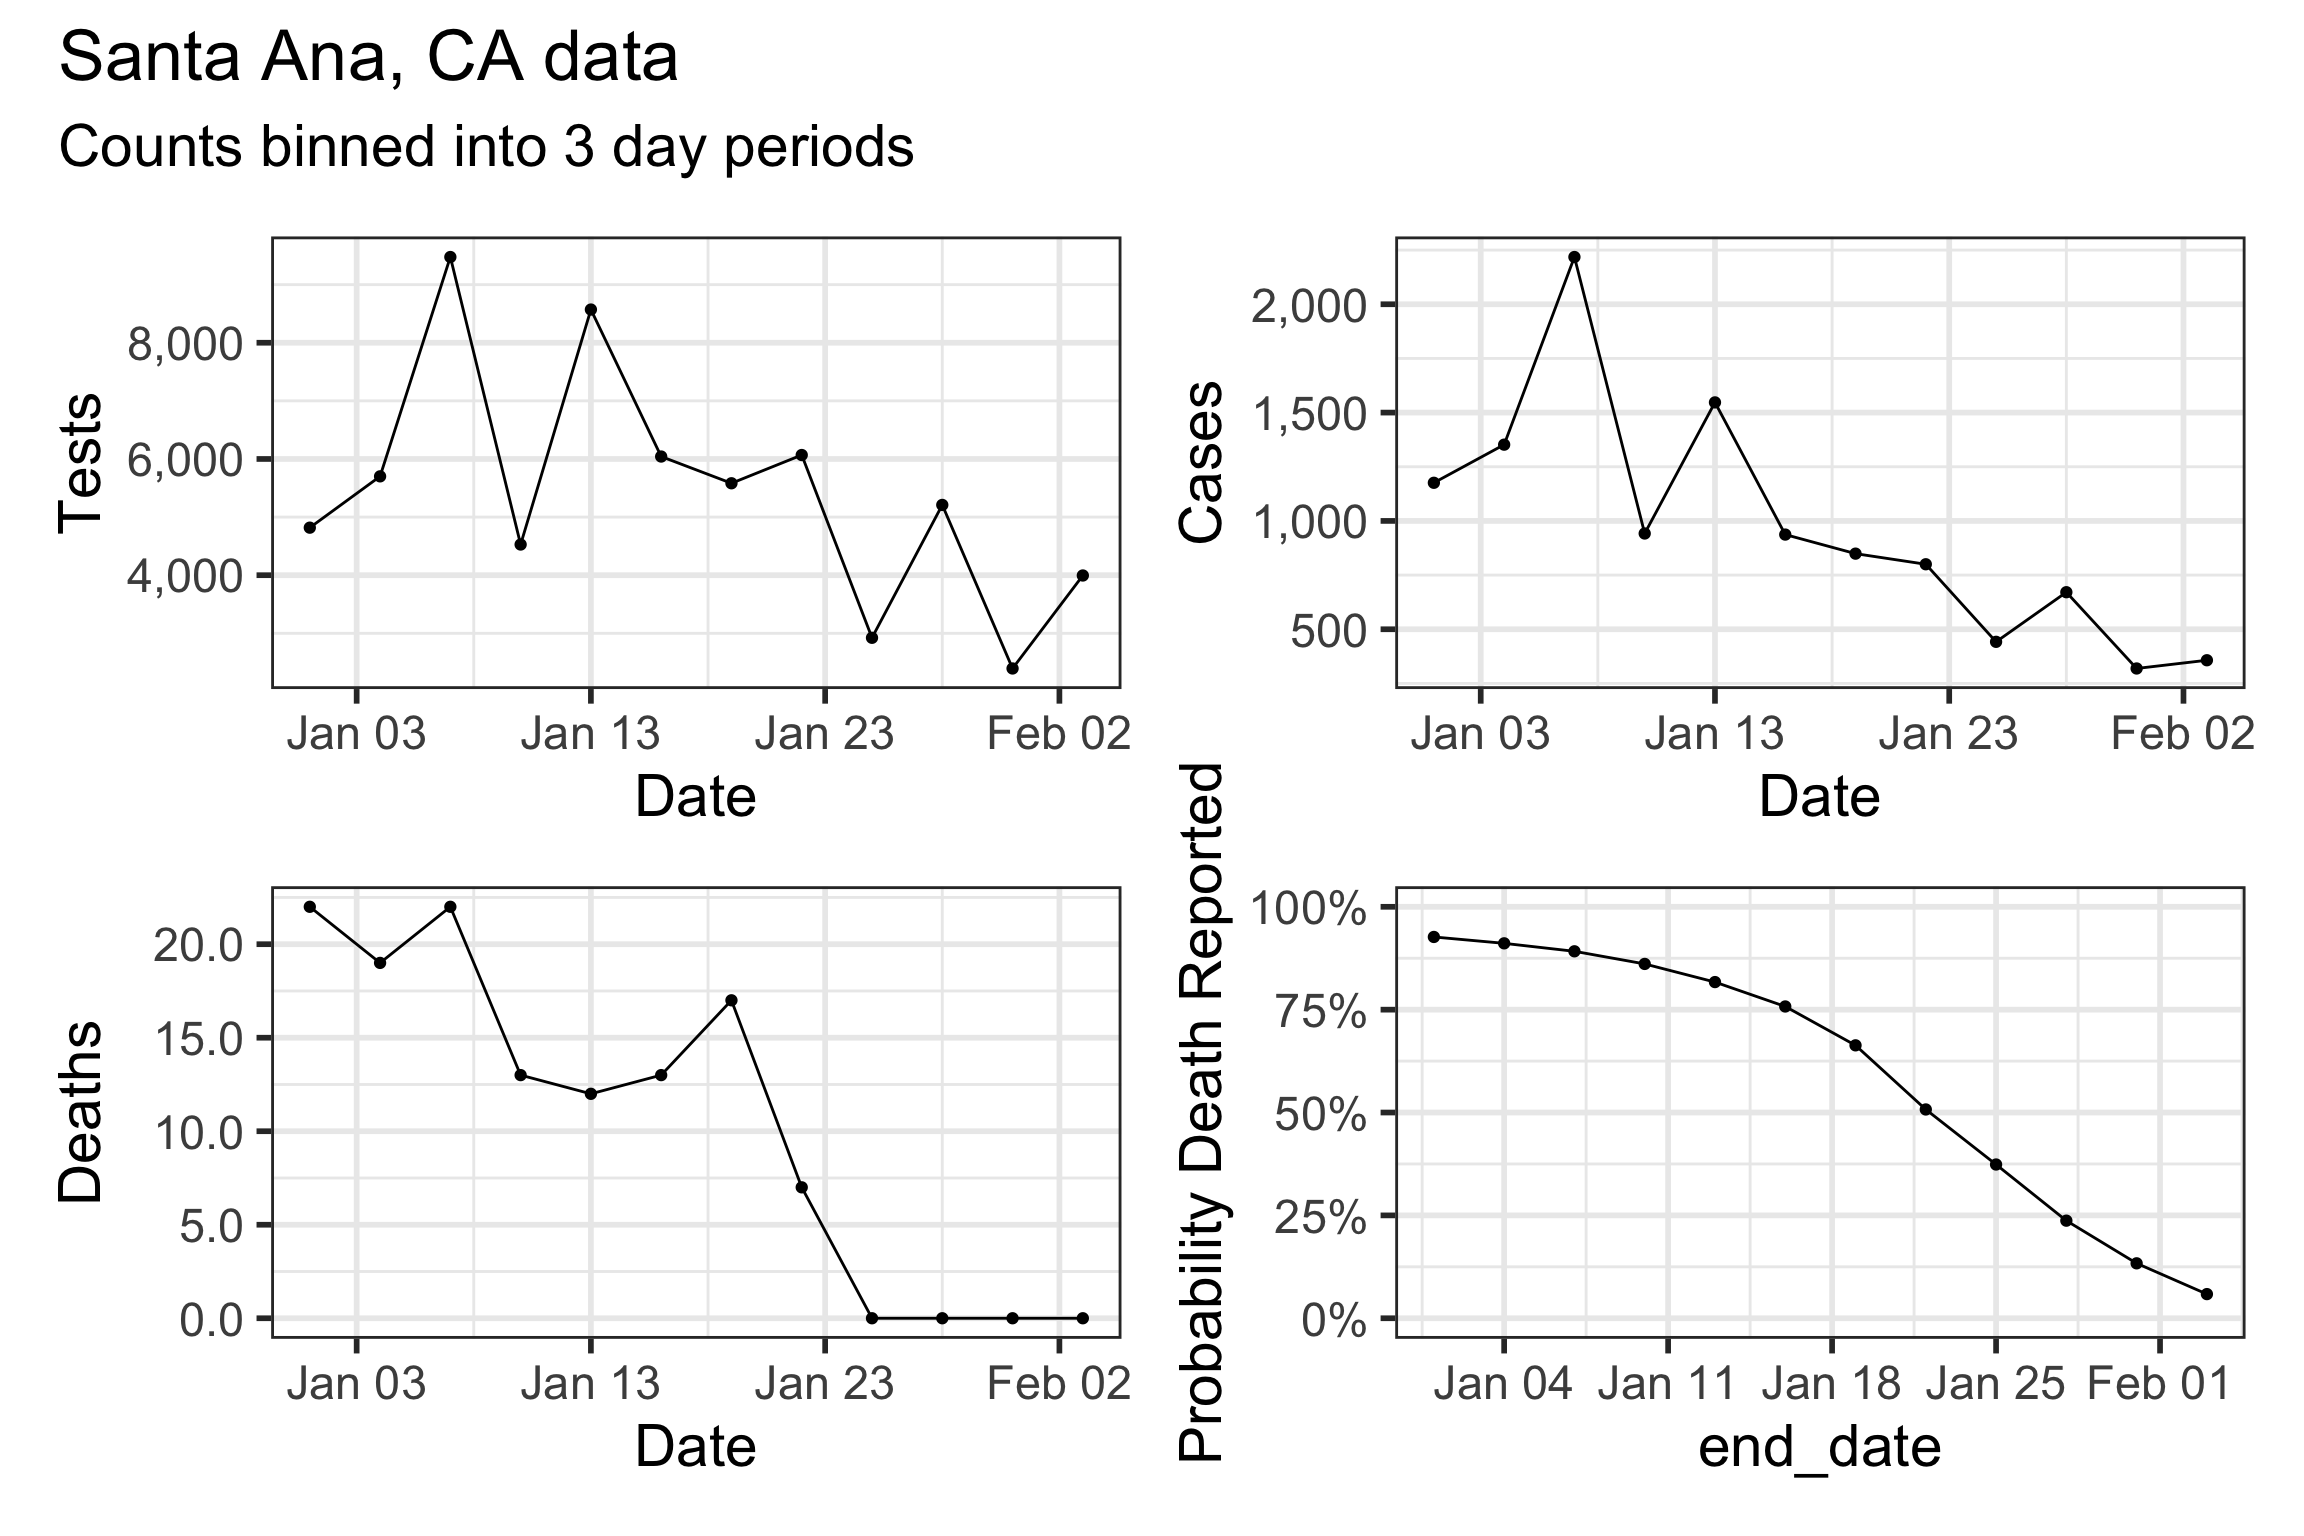 Santa Ana, CA data
Counts binned into 3 day periods
Tests
8,000
6,000
4,000
Jan 03 Jan 13 Jan 23 Feb 02
Date
Cases
2,000
1,500
1,000
500
Jan 03 Jan 13 Jan 23 Feb 02
Date
Deaths
20.0
15.0
10.0
5.0
0.0
Jan 03 Jan 13 Jan 23 Feb 02
Date
Probability Death Reported
100%
75%
50%
25%
0%
Jan 04 Jan 11 Jan 18 Jan 25 Feb 01
end_date